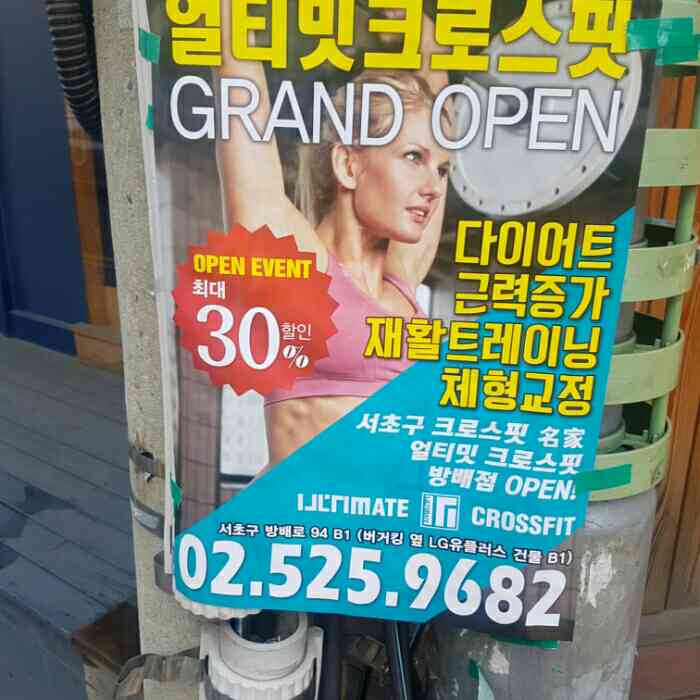 얼티밋크로스핏
GRAND OPEN
OPEN EVENT
최대
30%
할인
다이어트
근력증가
재활트레이닝
체형교정
서초구 크로스핏 名家
얼티밋 크로스핏
방배점 OPEN!
ULTIMATE CROSSFIT
서초구 방배로 94 B1 (버거킹 옆 LG유플러스 건물 B1)
02.525.9682